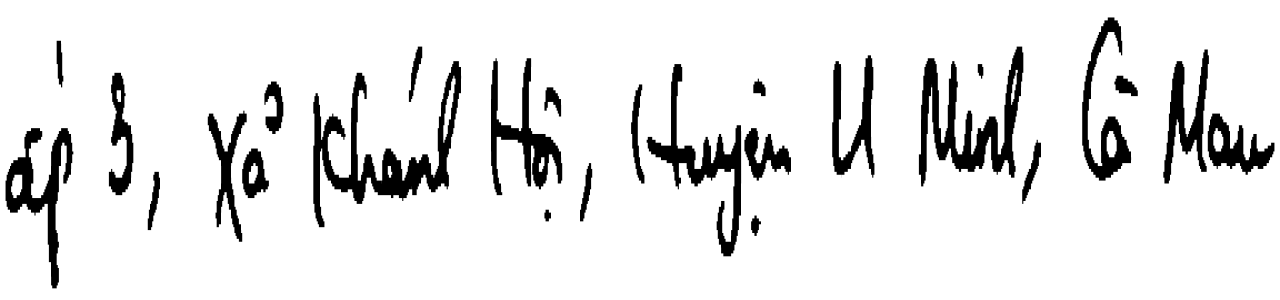 ấp 3, Xã Khánh Hội, Huyện U Minh, Cà Mau